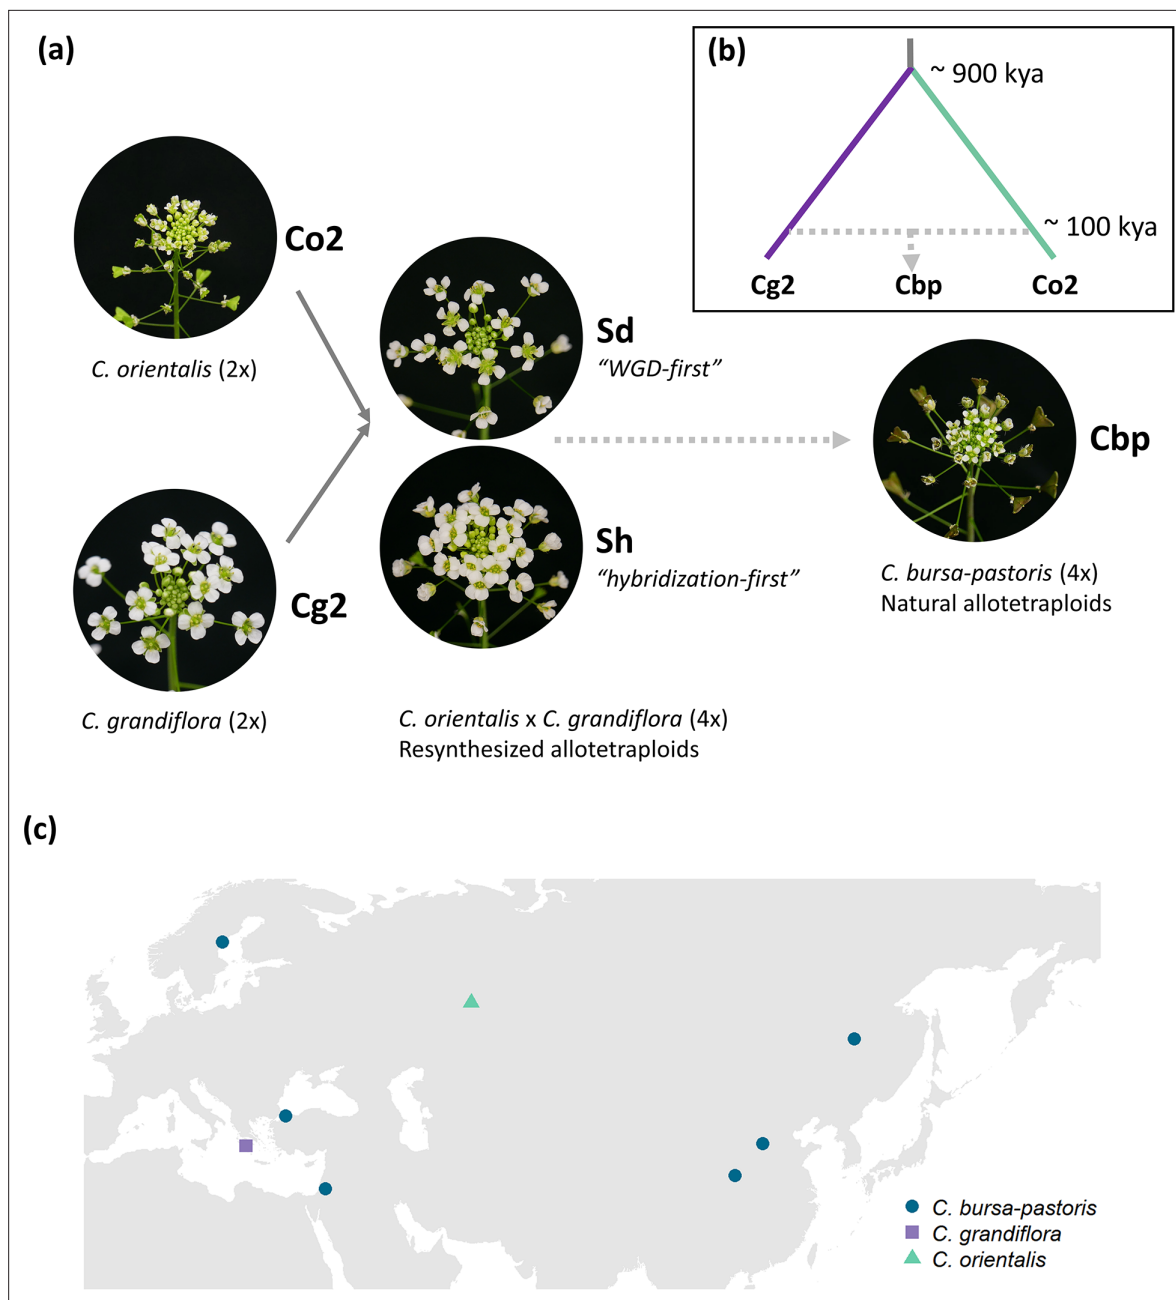 (a)
Co2
C. orientalis (2x)
Cg2
C. grandiflora (2x)
Sd
“WGD-first”
Sh
“hybridization-first”
C. orientalis x C. grandiflora (4x)
Resynthesized allotetraploids
Cbp
C. bursa-pastoris (4x)
Natural allotetraploids
(b)
~ 900 kya
~ 100 kya
Cg2
Cbp
Co2
(c)
C. bursa-pastoris
C. grandiflora
C. orientalis